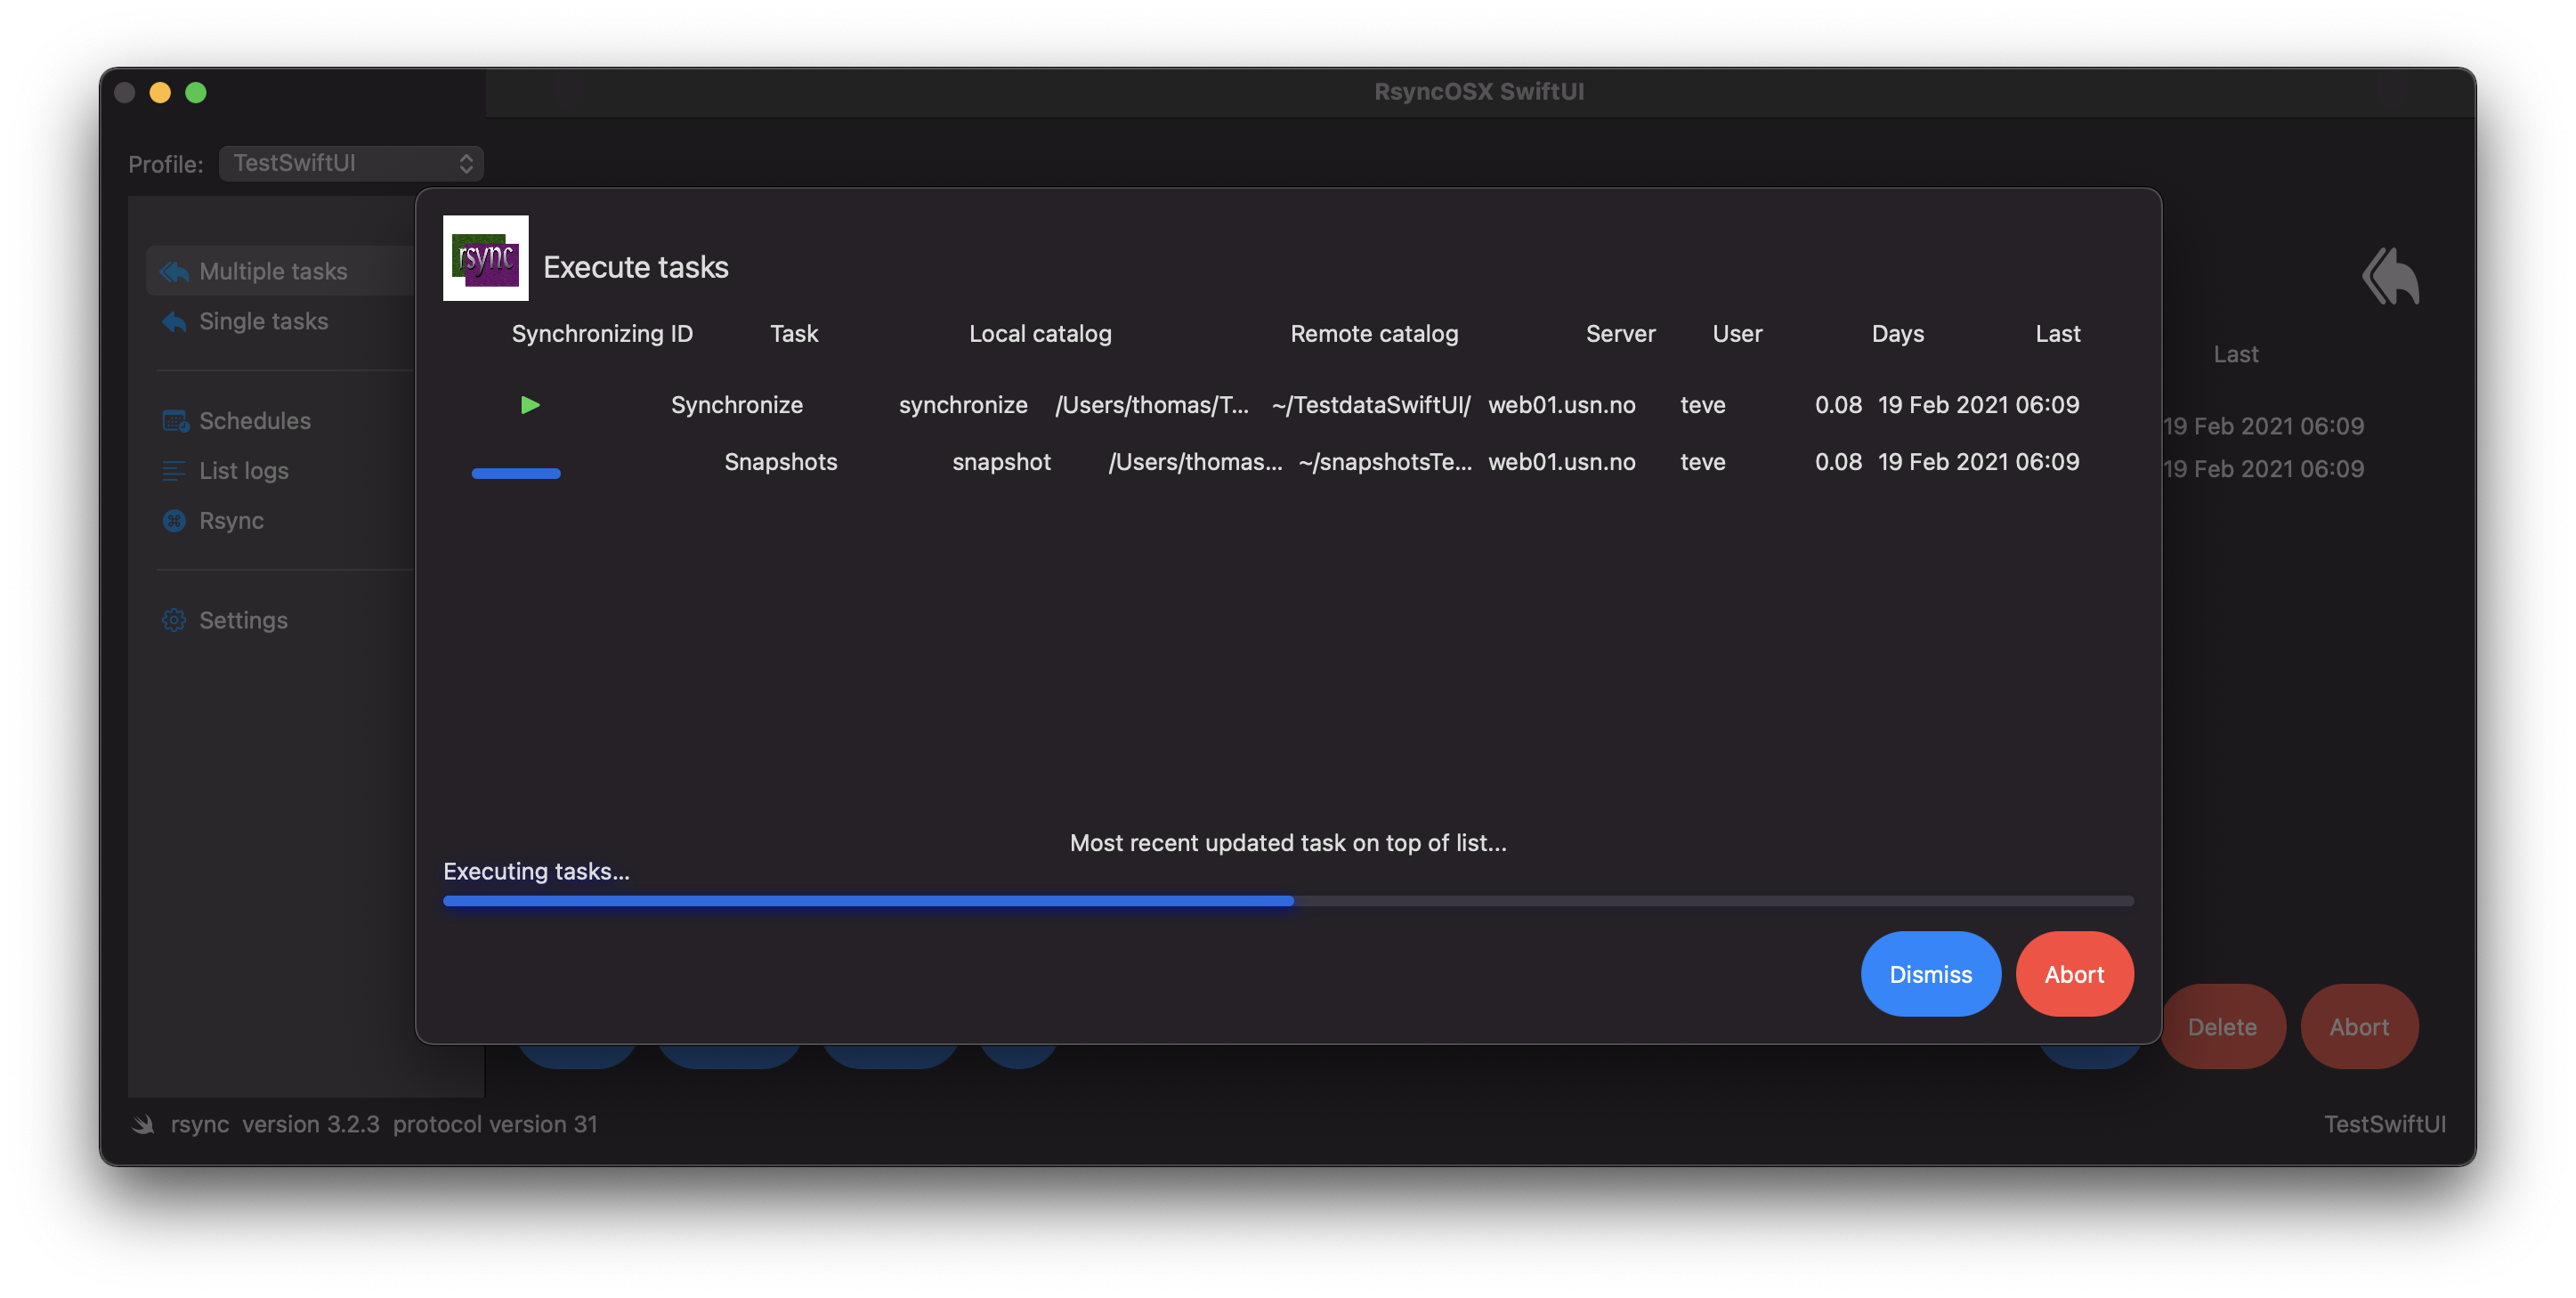 RsyncOSX SwiftUI
Profile: TestSwiftUI
Multiple tasks
Single tasks
Schedules
List logs
Rsync
Settings
rsync Execute tasks
Synchronizing ID Task Local catalog Remote catalog Server User Days Last
Synchronize synchronize /Users/thomas/T... ~/TestdataSwiftUI/ web01.usn.no teve 0.08 19 Feb 2021 06:09
Snapshots snapshot /Users/thomas... ~/snapshotsTe... web01.usn.no teve 0.08 19 Feb 2021 06:09
Last
19 Feb 2021 06:09
19 Feb 2021 06:09
Most recent updated task on top of list...
Executing tasks...
Dismiss Abort
Delete Abort
rsync version 3.2.3 protocol version 31
TestSwiftUI